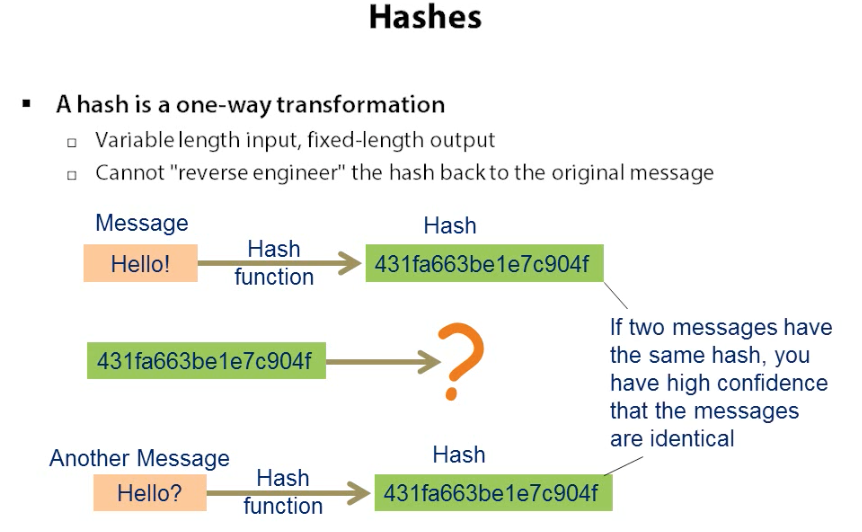 Hashes
▪ A hash is a one-way transformation
□ Variable length input, fixed-length output
□ Cannot "reverse engineer" the hash back to the original message
Message
Hash
Hello!
Hash
function
431fa663be1e7c904f
431fa663be1e7c904f
?
If two messages have
the same hash, you
have high confidence
that the messages
are identical
Another Message
Hash
Hello?
Hash
function
431fa663be1e7c904f